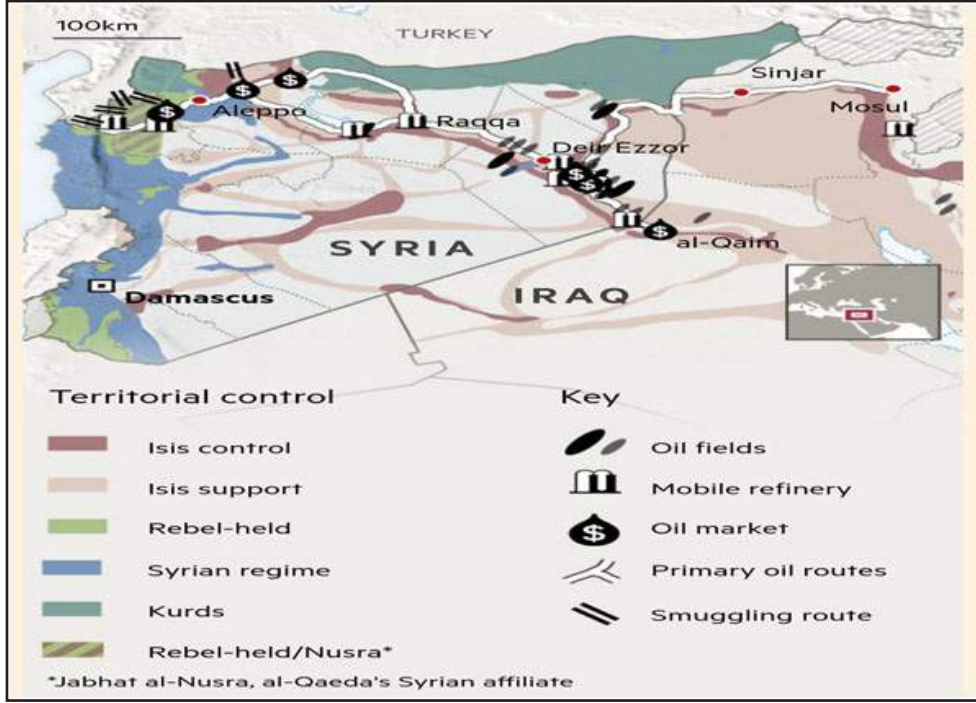 100km
TURKEY
Sinjar
Mosul
Aleppo
Raqqa
Deir Ezzor
al-Qaim
SYRIA
IRAQ
Damascus
Territorial control
Isis control
Isis support
Rebel-held
Syrian regime
Kurds
Rebel-held/Nusra*
*Jabhat al-Nusra, al-Qaeda's Syrian affiliate
Key
Oil fields
Mobile refinery
$ Oil market
Primary oil routes
Smuggling route